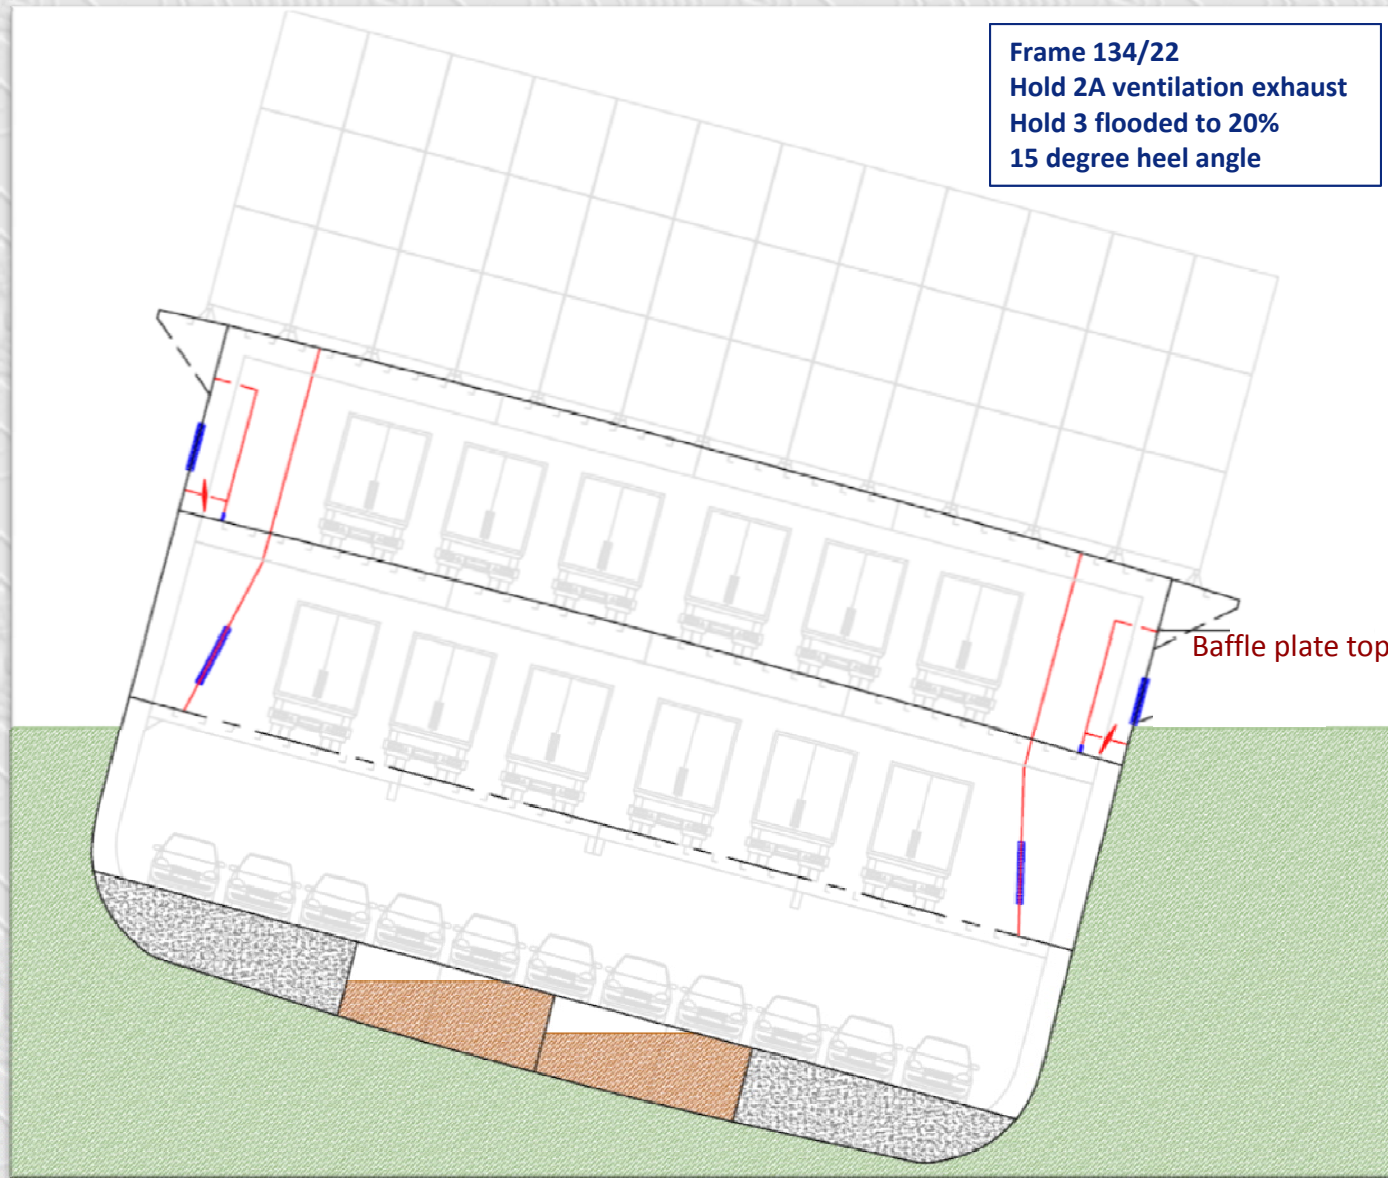 Frame 134/22
Hold 2A ventilation exhaust
Hold 3 flooded to 20%
15 degree heel angle
Baffle plate top